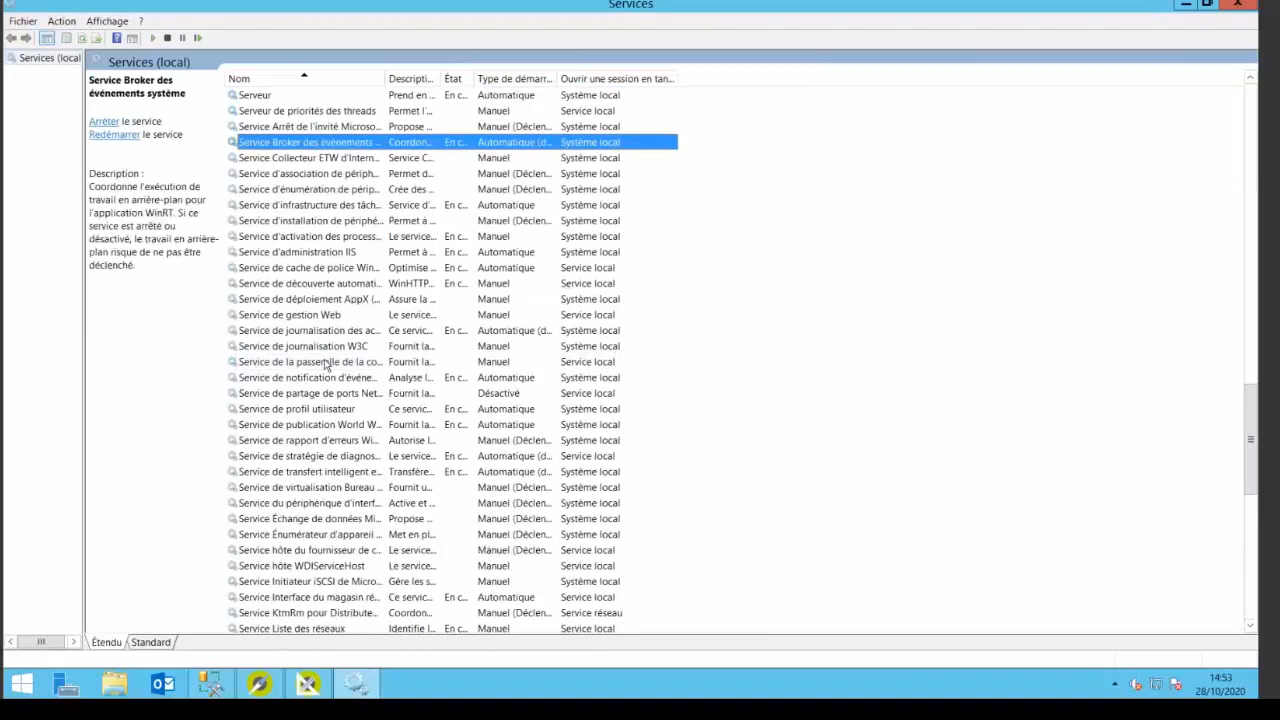 Services
Fichier Action Affichage ?
Services (local
Services (local)
Service Broker des
événements système
Arrêter le service
Redémarrer le service
Description :
Coordonne l'exécution de
travail en arrière-plan pour
l'application WinRT. Si ce
service est arrêté ou
désactivé, le travail en arrière-
plan risque de ne pas être
déclenché.
Nom Descripti... État Type de démarr... Ouvrir une session en tan...
Serveur Prend en ... En c... Automatique Système local
Serveur de priorités des threads Permet l'... Manuel Service local
Service Arrêt de l'invité Microso... Propose ... Manuel (Déclen... Système local
Service Broker des événements ... Coordon... En c... Automatique (d... Système local
Service Collecteur ETW d'Intern... Service C... Manuel Système local
Service d'association de périph... Permet d... Manuel (Déclen... Système local
Service d'énumération de périp... Crée des ... Manuel (Déclen... Système local
Service d'infrastructure des tâch... Service d'... En c... Automatique Système local
Service d'installation de périphé... Permet à ... Manuel (Déclen... Système local
Service d'activation des process... Le service... En c... Manuel Système local
Service d'administration IIS Permet à ... En c... Automatique Système local
Service de cache de police Win... Optimise ... En c... Automatique Service local
Service de découverte automati... WinHTTP... En c... Manuel Service local
Service de déploiement AppX (... Assure la ... Manuel Système local
Service de gestion Web Le service... Manuel Service local
Service de journalisation des ac... Ce servic... En c... Automatique (d... Système local
Service de journalisation W3C Fournit la... Manuel Système local
Service de la passerelle de la co... Fournit la... Manuel Service local
Service de notification d'événe... Analyse l... En c... Automatique Système local
Service de partage de ports Net... Fournit la... Désactivé Service local
Service de profil utilisateur Ce servic... En c... Automatique Système local
Service de publication World W... Fournit la... En c... Automatique Système local
Service de rapport d'erreurs Wi... Autorise l... Manuel (Déclen... Système local
Service de stratégie de diagnos... Le service... En c... Automatique (d... Service local
Service de transfert intelligent e... Transfère... En c... Automatique (d... Système local
Service de virtualisation Bureau ... Fournit u... Manuel (Déclen... Système local
Service du périphérique d'interf... Active et ... Manuel (Déclen... Système local
Service Échange de données Mi... Propose ... Manuel (Déclen... Système local
Service Énumérateur d'appareil ... Met en pl... Manuel (Déclen... Système local
Service hôte du fournisseur de c... Le service... Manuel (Déclen... Service local
Service hôte WDIServiceHost Le service... Manuel Service local
Service Initiateur iSCSI de Micro... Gère les s... Manuel Système local
Service Interface du magasin ré... Ce servic... En c... Automatique Service local
Service KtmRm pour Distribute... Coordon... Manuel (Déclen... Service réseau
Service Liste des réseaux Identifie l... En c... Manuel Service local
Étendu Standard
14:53
28/10/2020